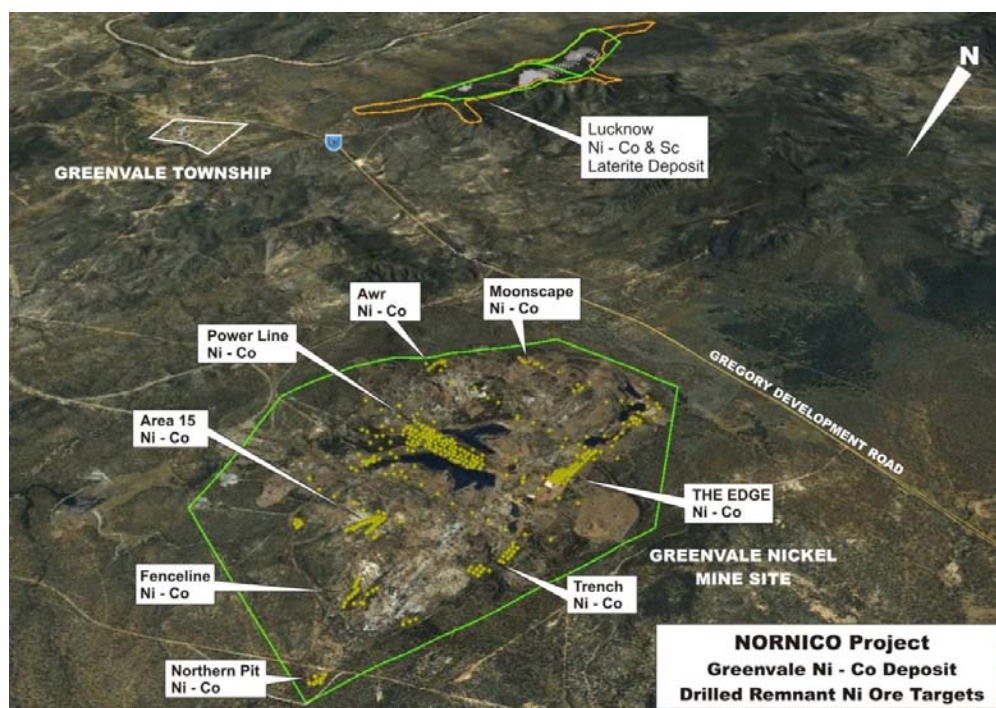 N
Lucknow
Ni - Co & Sc
Laterite Deposit
GREENVALE TOWNSHIP
Awr
Ni - Co
Moonscape
Ni - Co
Power Line
Ni - Co
Area 15
Ni - Co
GREGORY DEVELOPMENT ROAD
THE EDGE
Ni - Co
GREENVALE NICKEL
MINE SITE
Fenceline
Ni - Co
Trench
Ni - Co
Northern Pit
Ni - Co
NORNICO Project
Greenvale Ni - Co Deposit
Drilled Remnant Ni Ore Targets